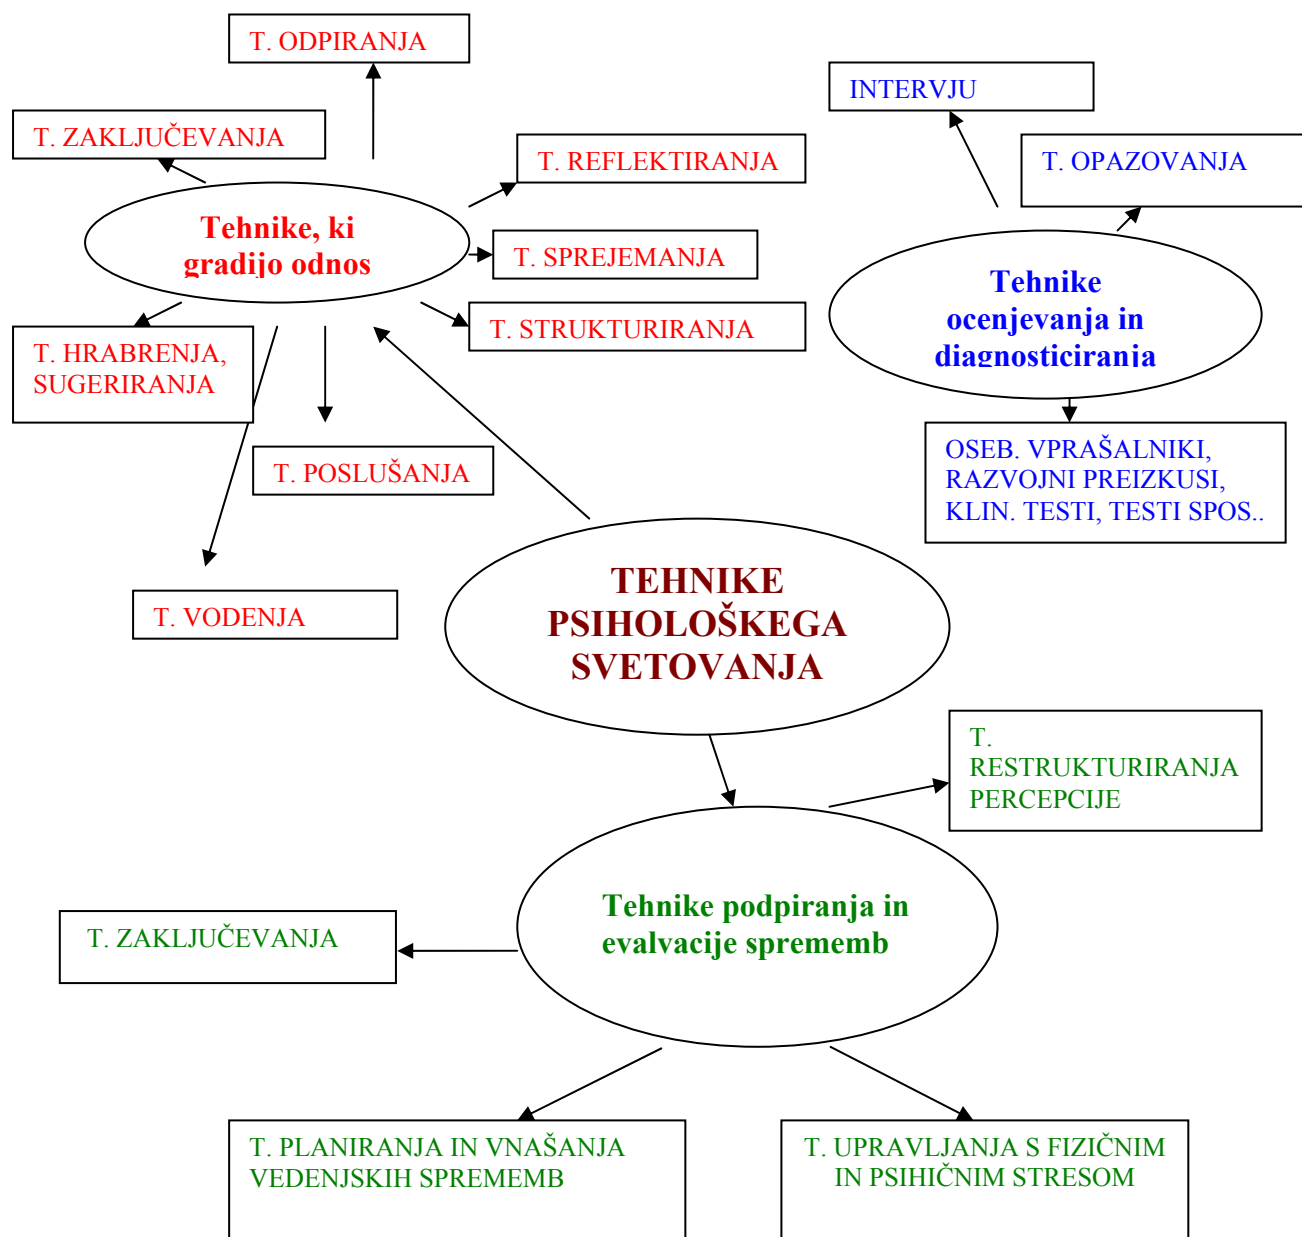 T. ODPIRANJA
INTERVJU
T. ZAKLJUČEVANJA
T. REFLEKTIRANJA
T. OPAZOVANJA
Tehnike, ki
gradijo odnos
T. SPREJEMANJA
T. STRUKTURIRANJA
Tehnike
ocenjevanja in
diagnosticiranja
T. HRABRENJA,
SUGERIRANJA
T. POSLUŠANJA
OSEB. VPRAŠALNIKI,
RAZVOJNI PREIZKUSI,
KLIN. TESTI, TESTI SPOS..
T. VODENJA
TEHNIKE
PSIHOLOŠKEGA
SVETOVANJA
T.
RESTRUKTURIRANJA
PERCEPCIJE
Tehnike podpiranja in
evalvacije sprememb
T. ZAKLJUČEVANJA
T. PLANIRANJA IN VNAŠANJA
VEDENJSKIH SPREMEMB
T. UPRAVLJANJA S FIZIČNIM
IN PSIHIČNIM STRESOM